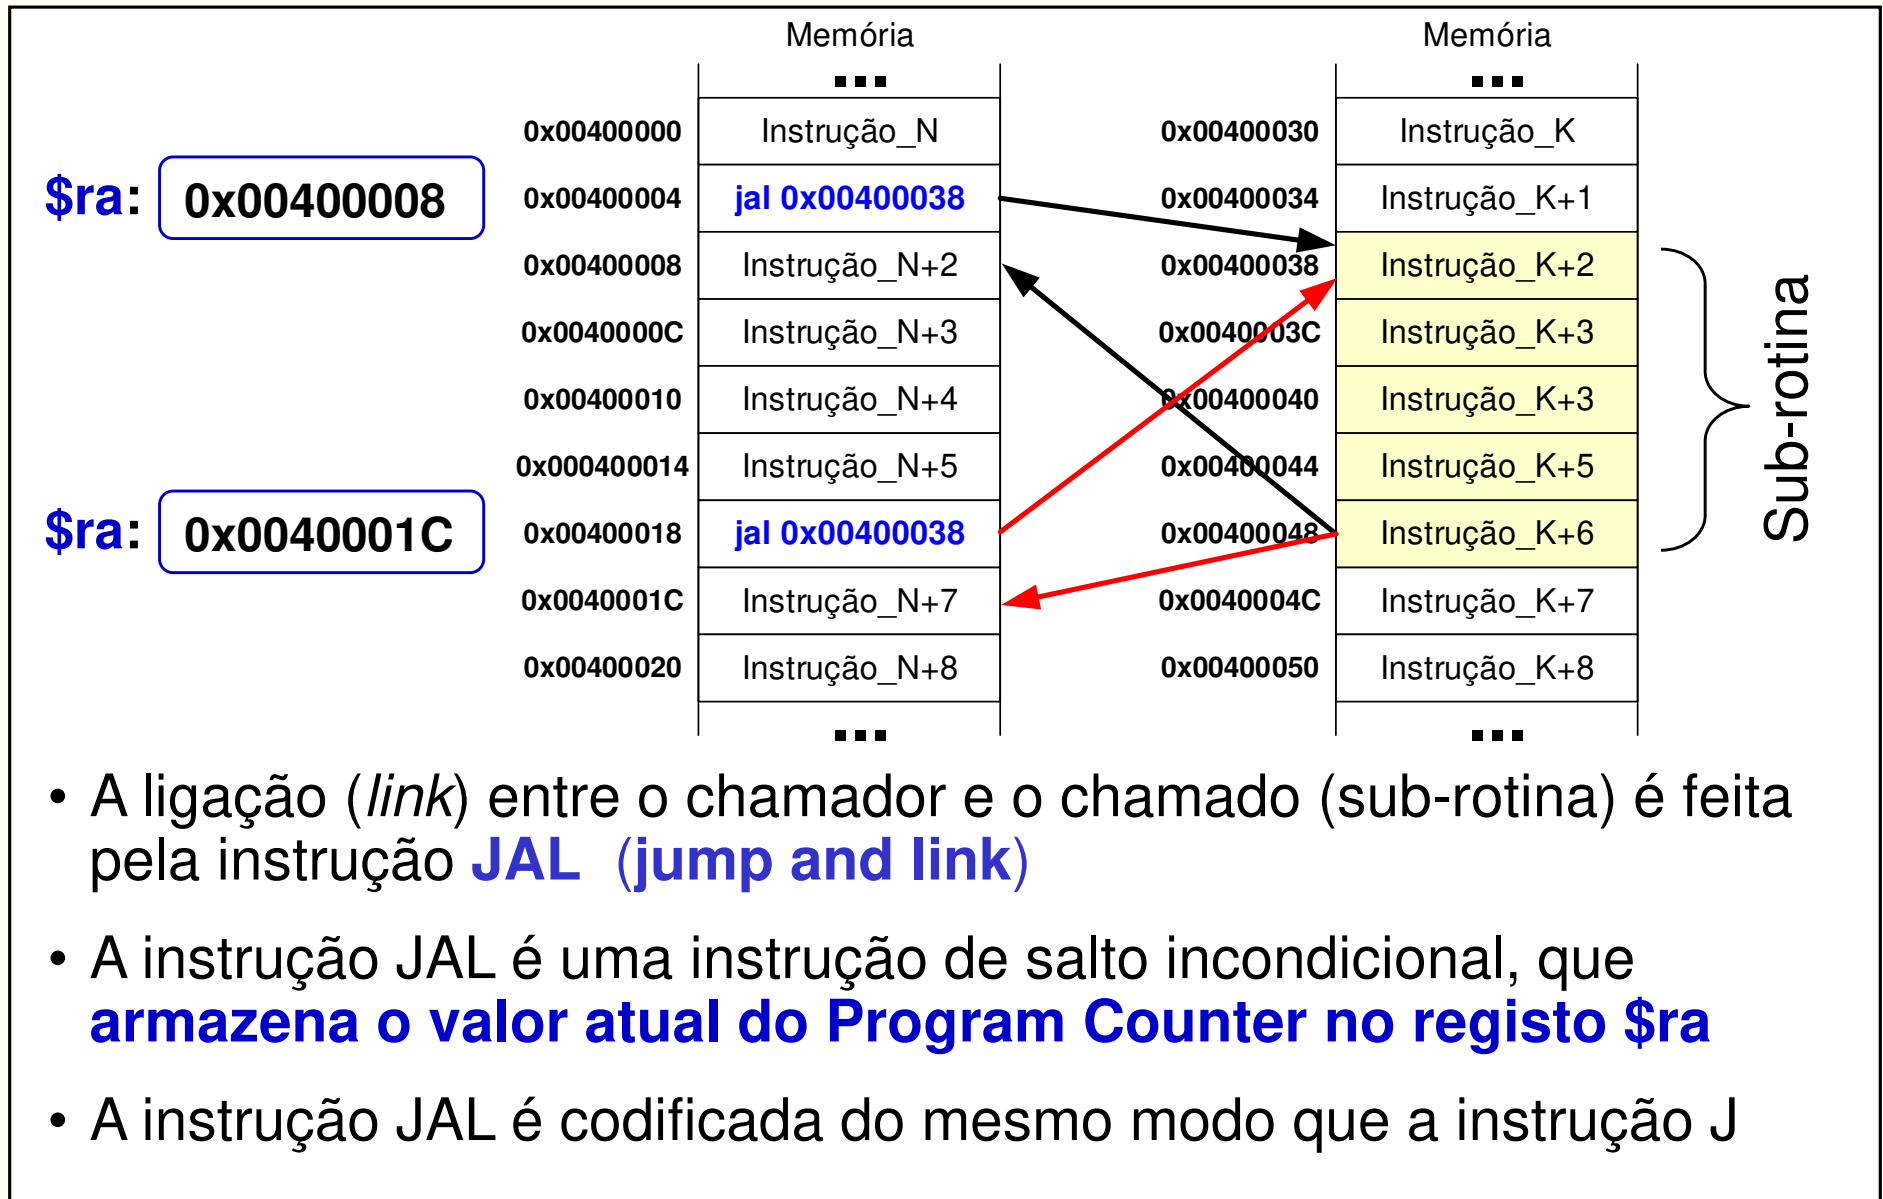 Memória Memória
... ...
0x00400000 Instrução_N 0x00400030 Instrução_K
$ra: 0x00400008 0x00400004 jal 0x00400038 0x00400034 Instrução_K+1
0x00400008 Instrução_N+2 0x00400038 Instrução_K+2
0x0040000C Instrução_N+3 0x0040003C Instrução_K+3
0x00400010 Instrução_N+4 0x00400040 Instrução_K+3
0x000400014 Instrução_N+5 0x00400044 Instrução_K+5
$ra: 0x0040001C 0x00400018 jal 0x00400038 0x00400048 Instrução_K+6
0x0040001C Instrução_N+7 0x0040004C Instrução_K+7
0x00400020 Instrução_N+8 0x00400050 Instrução_K+8
... ...
Sub-rotina
• A ligação (link) entre o chamador e o chamado (sub-rotina) é feita
pela instrução JAL (jump and link)
• A instrução JAL é uma instrução de salto incondicional, que
armazena o valor atual do Program Counter no registo $ra
• A instrução JAL é codificada do mesmo modo que a instrução J